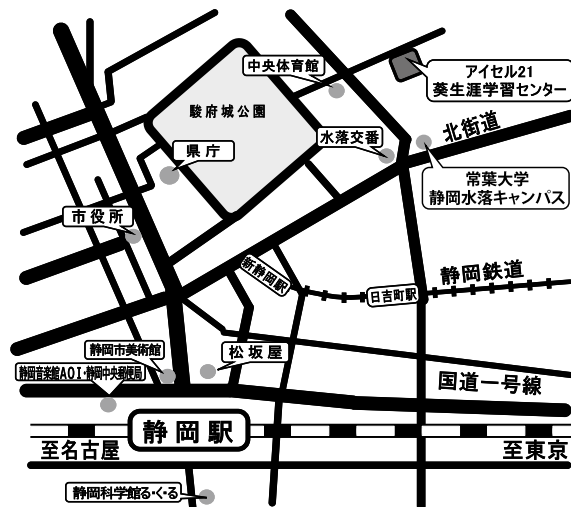 中央体育館
アイセル21
葵生涯学習センター
駿府城公園
北街道
水落交番
県庁
常葉大学
静岡水落キャンパス
市役所
新静岡駅
静岡鉄道
日吉町駅
静岡市美術館
松坂屋
静岡音楽館AOI・静岡中央郵便局
国道一号線
静岡駅
至名古屋
至東京
静岡科学館る・く・る